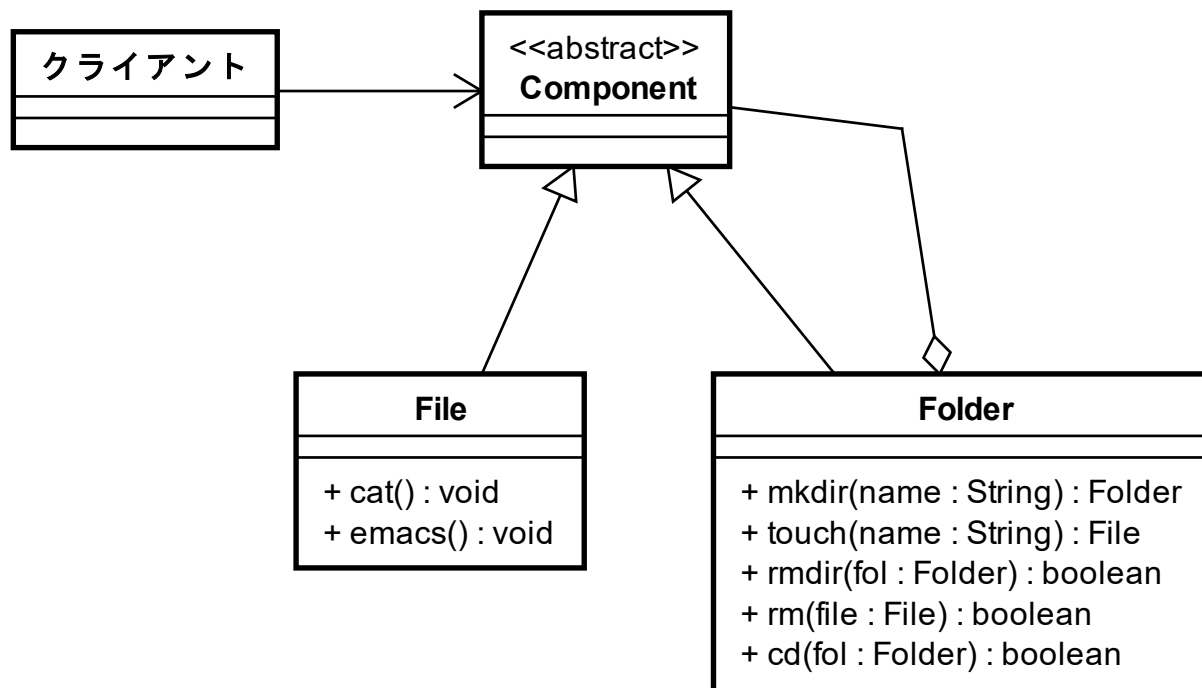 クライアント
<<abstract>>
Component
File
+ cat() : void
+ emacs() : void
Folder
+ mkdir(name : String) : Folder
+ touch(name : String) : File
+ rmdir(fol : Folder) : boolean
+ rm(file : File) : boolean
+ cd(fol : Folder) : boolean